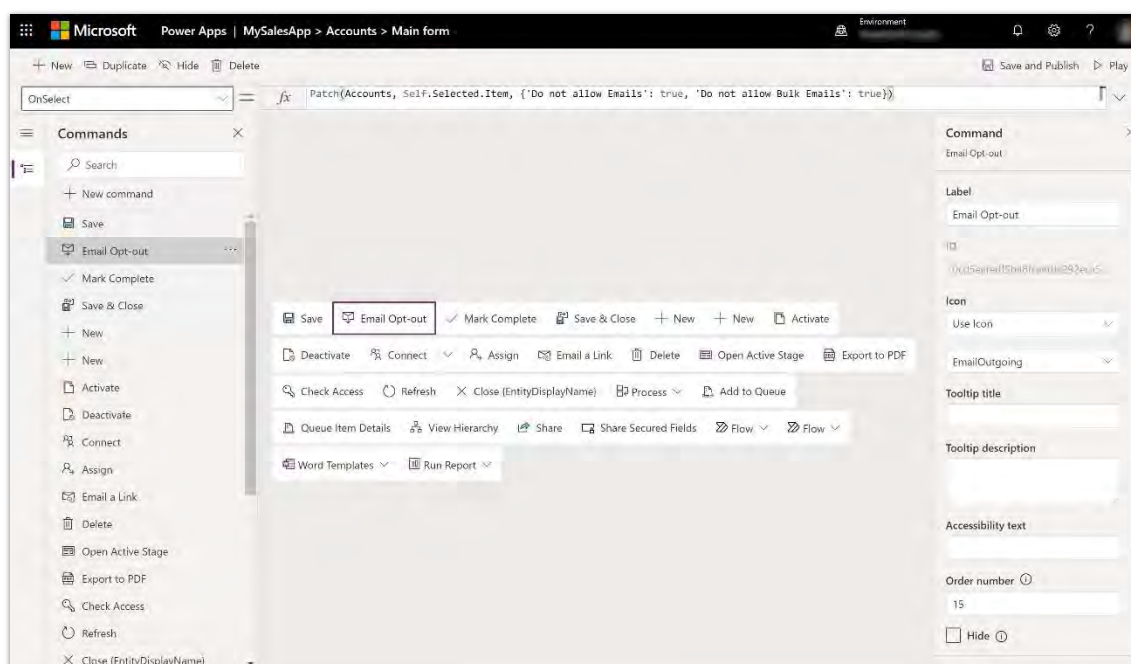 Microsoft Power Apps | MySalesApp > Accounts > Main form
Environment
?
New Duplicate Hide Delete
Save and Publish Play
OnSelect
= fx Patch(Accounts, Self.Selected.Item, {'Do not allow Emails': true, 'Do not allow Bulk Emails': true})
Commands
Search
New command
Save
Email Opt-out
Mark Complete
Save & Close
New
New
Activate
Deactivate
Connect
Assign
Email a Link
Delete
Open Active Stage
Export to PDF
Check Access
Refresh
Close (EntityDisplayName)
Save Email Opt-out Mark Complete Save & Close New New Activate
Deactivate Connect Assign Email a Link Delete Open Active Stage Export to PDF
Check Access Refresh Close (EntityDisplayName) Process Add to Queue
Queue Item Details View Hierarchy Share Share Secured Fields Flow Flow
Word Templates Run Report
Command
Email Opt-out
Label
Email Opt-out
ID
Icon
Use Icon
EmailOutgoing
Tooltip title
Tooltip description
Accessibility text
Order number
15
Hide